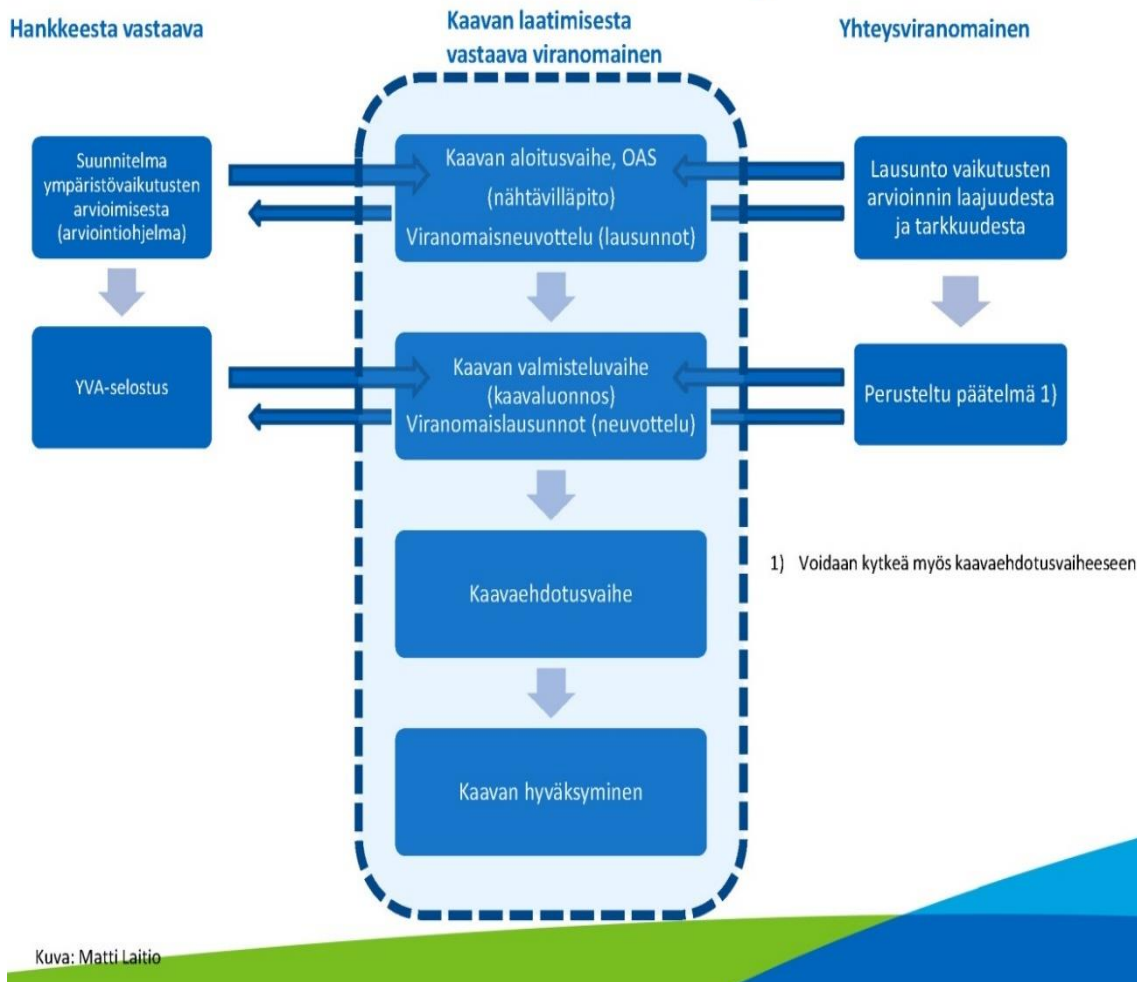 Hankkeesta vastaava
Kaavan laatimisesta
vastaava viranomainen
Yhteysviranomainen
Suunnitelma
ympäristövaikutusten
arvioimisesta
(arviointiohjelma)
Kaavan aloitusvaihe, OAS
(nähtävilläpito)
Viranomaisneuvottelu (lausunnot)
Lausunto vaikutusten
arvioinnin laajuudesta
ja tarkkuudesta
YVA-selostus
Kaavan valmisteluvaihe
(kaavaluonnos)
Viranomaislausunnot (neuvottelu)
Perusteltu päätelmä 1)
Kaavaehdotusvaihe
1) Voidaan kytkeä myös kaavaehdotusvaiheeseen
Kaavan hyväksyminen
Kuva: Matti Laitio